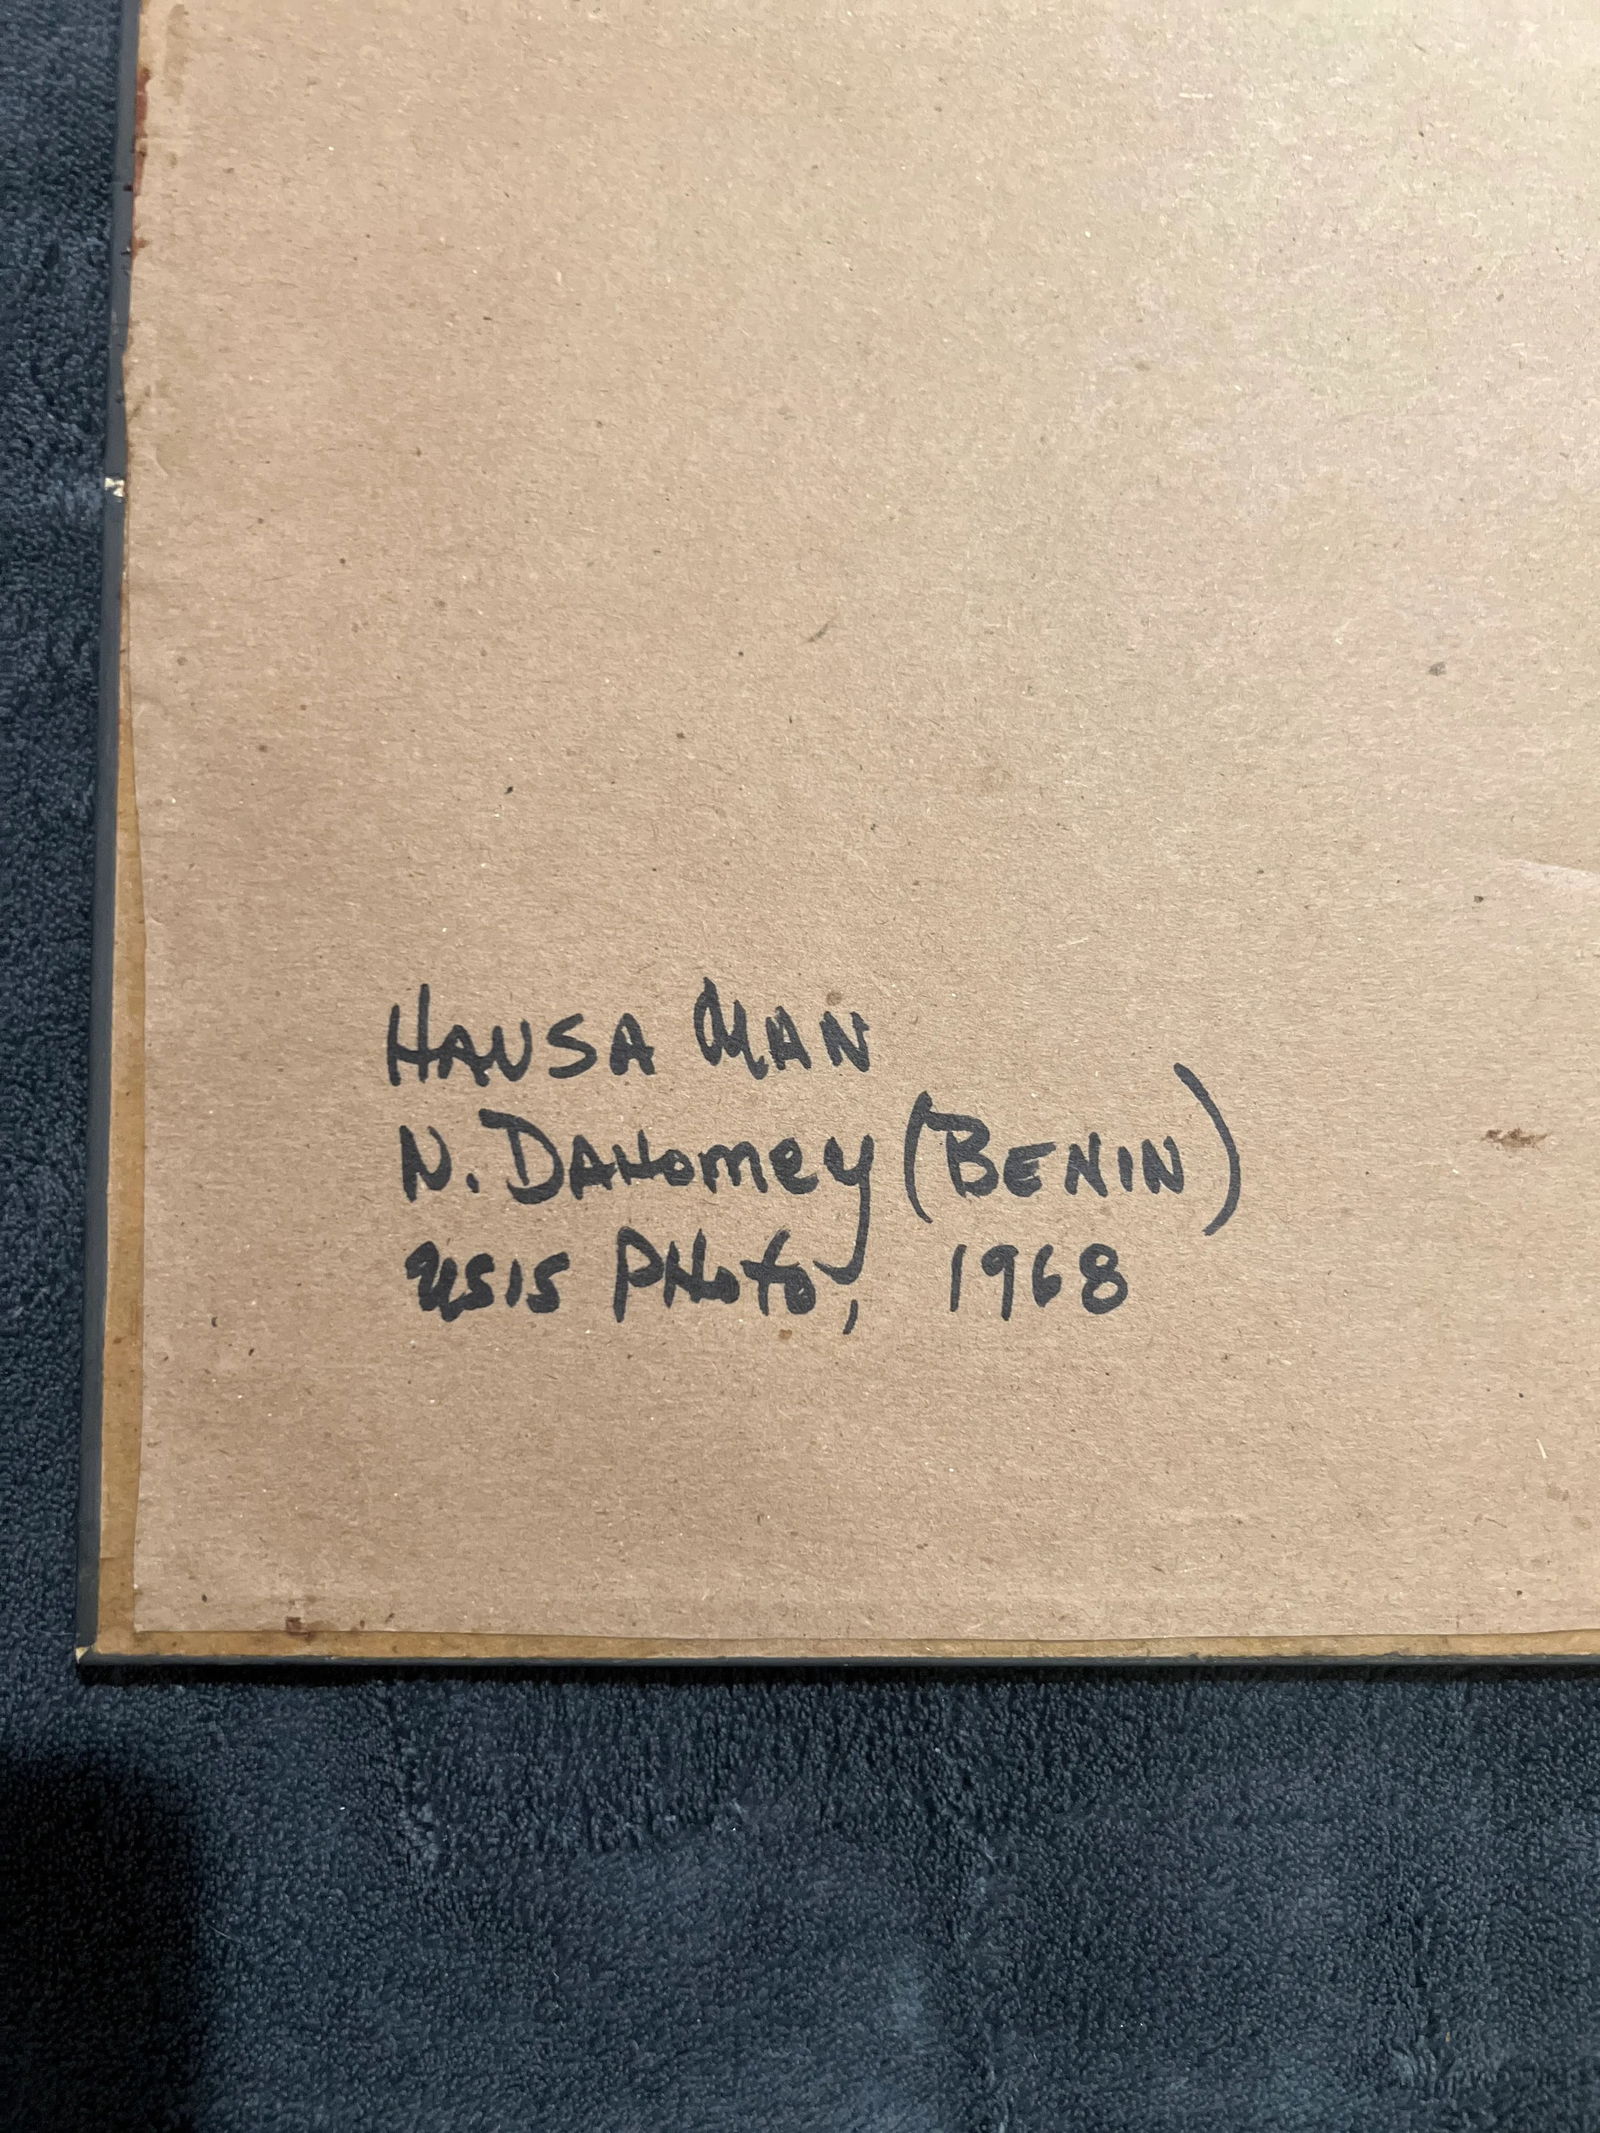 HAUSA MAN
N. DAHOMEY (BENIN)
USIS PHOTO, 1968